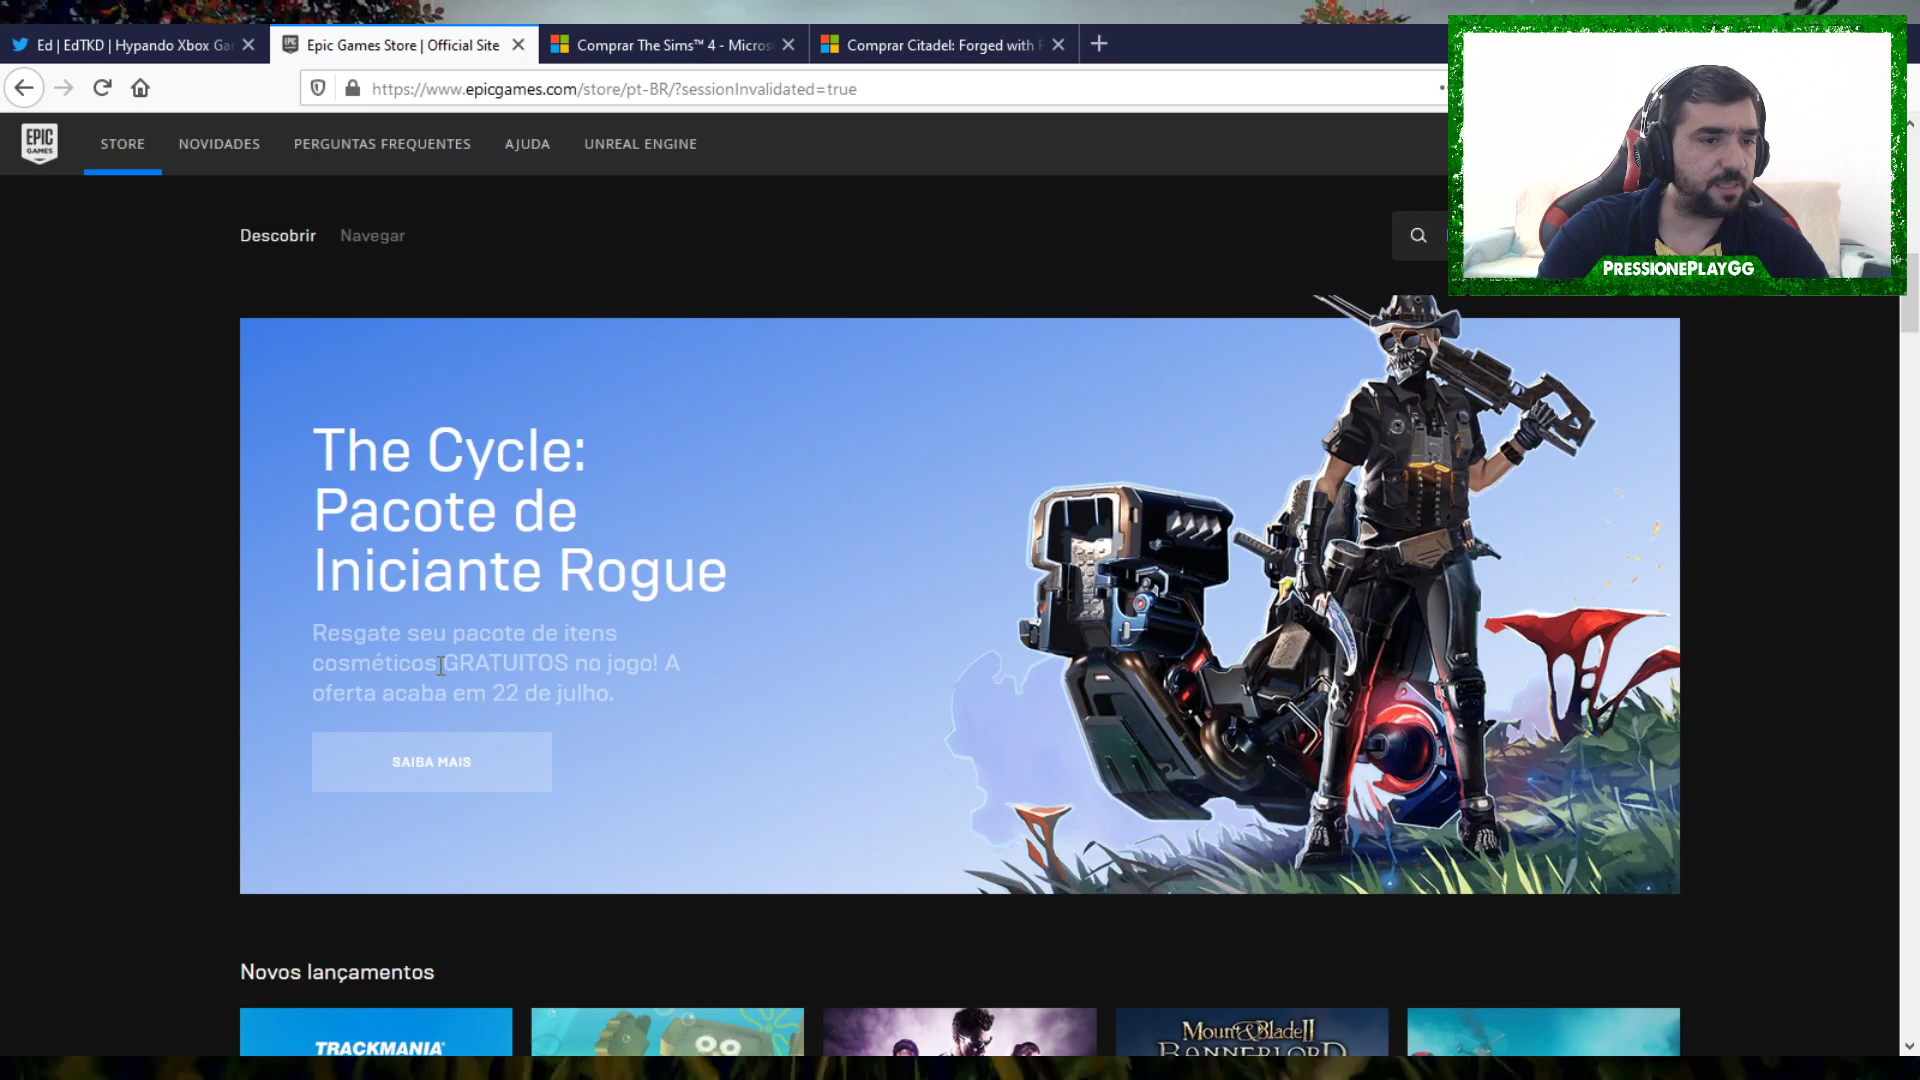 Ed | EdTKD | Hypando Xbox Ga
Epic Games Store | Official Site
Comprar The Sims™ 4 - Micros
Comprar Citadel: Forged with F
https://www.epicgames.com/store/pt-BR/?sessionInvalidated=true
EPIC
GAMES
STORE
NOVIDADES
PERGUNTAS FREQUENTES
AJUDA
UNREAL ENGINE
PRESSIONEPLAYGG
Descobrir
Navegar
The Cycle:
Pacote de
Iniciante Rogue
Resgate seu pacote de itens
cosméticos GRATUITOS no jogo! A
oferta acaba em 22 de julho.
SAIBA MAIS
Novos lançamentos
TRACKMANIA
Mount & Blade II
BANNERLORD